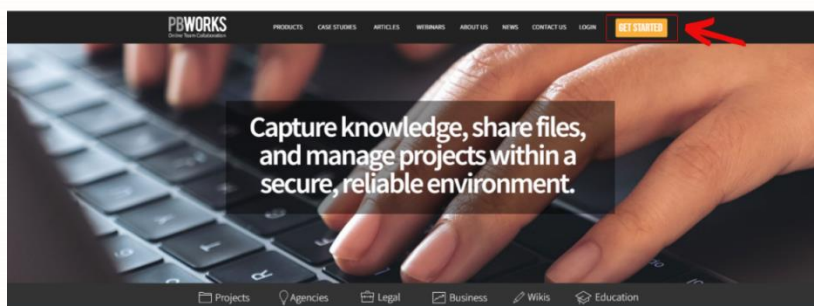 PBWORKS
Online Team Collaboration
PRODUCTS CASE STUDIES ARTICLES WEBINARS ABOUT US NEWS CONTACT US LOGIN GET STARTED
Capture knowledge, share files,
and manage projects within a
secure, reliable environment.
Projects Agencies Legal Business Wikis Education